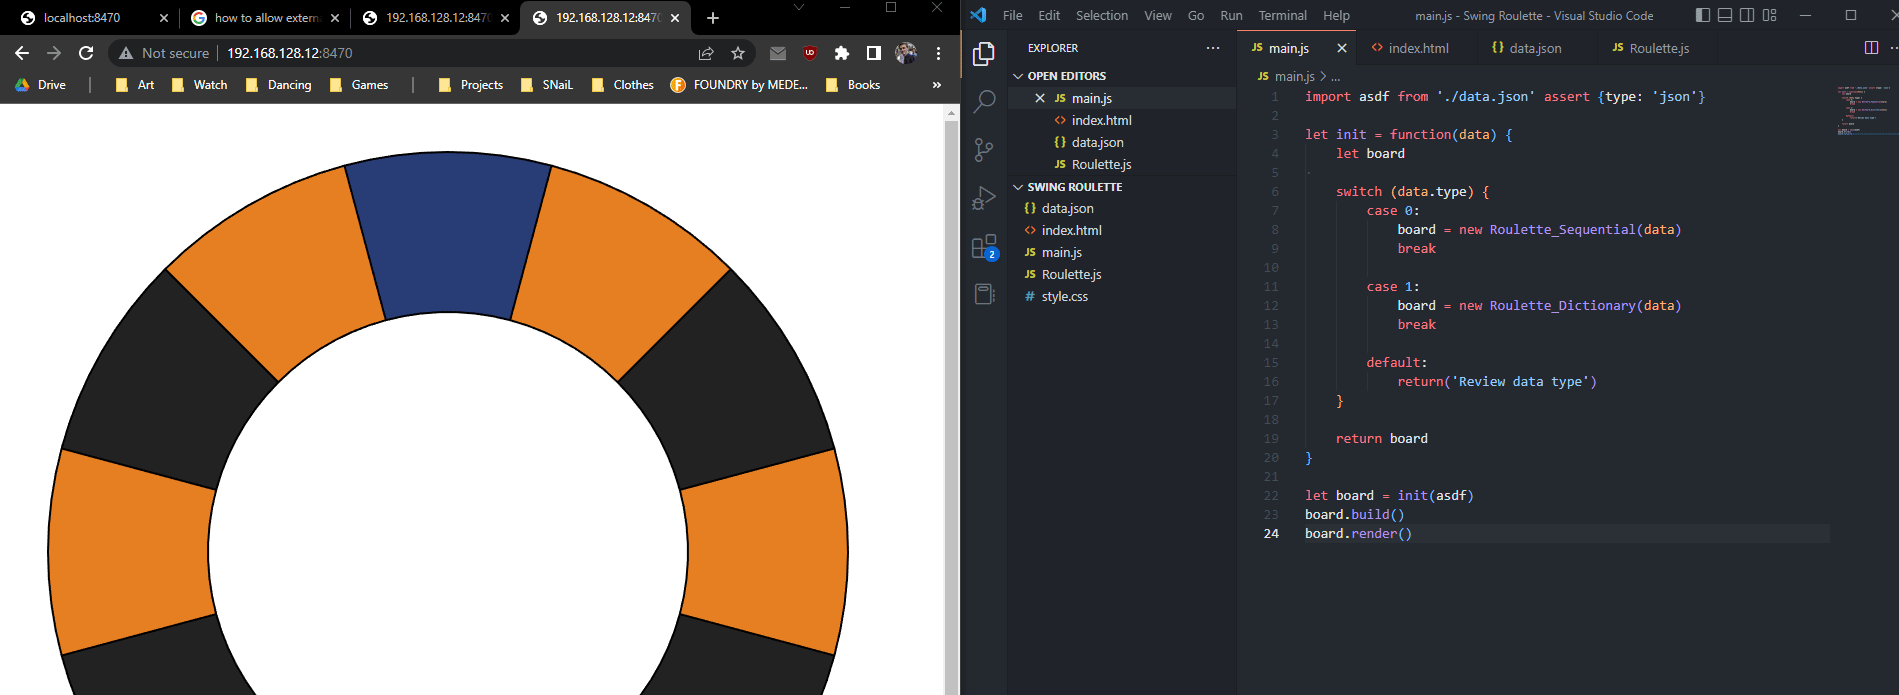 localhost:8470
how to allow extern
192.168.128.12:8470
192.168.128.12:8470
Not secure
192.168.128.12:8470
Drive
Art
Watch
Dancing
Games
Projects
SNaiL
Clothes
FOUNDRY by MEDE...
Books
»
File Edit Selection View Go Run Terminal Help
main.js - Swing Roulette - Visual Studio Code
EXPLORER
OPEN EDITORS
JS main.js
<> index.html
{} data.json
JS Roulette.js
SWING ROULETTE
{} data.json
<> index.html
JS main.js
JS Roulette.js
# style.css
2
JS main.js
<> index.html
{} data.json
JS Roulette.js
JS main.js > ...
1 import asdf from './data.json' assert {type: 'json'}
2
3 let init = function(data) {
4 let board
5
6 switch (data.type) {
7 case 0:
8 board = new Roulette_Sequential(data)
9 break
10
11 case 1:
12 board = new Roulette_Dictionary(data)
13 break
14
15 default:
16 return('Review data type')
17 }
18
19 return board
20 }
21
22 let board = init(asdf)
23 board.build()
24 board.render()